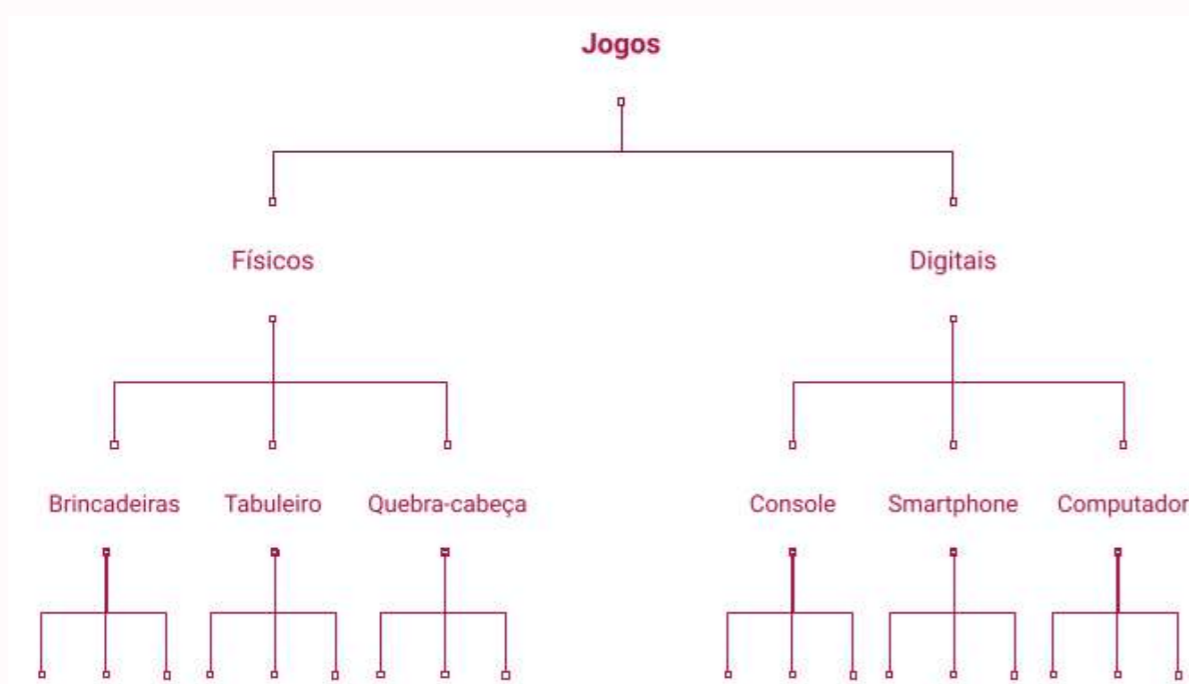 Jogos
Físicos Digitais
Brincadeiras Tabuleiro Quebra-cabeça Console Smartphone Computador